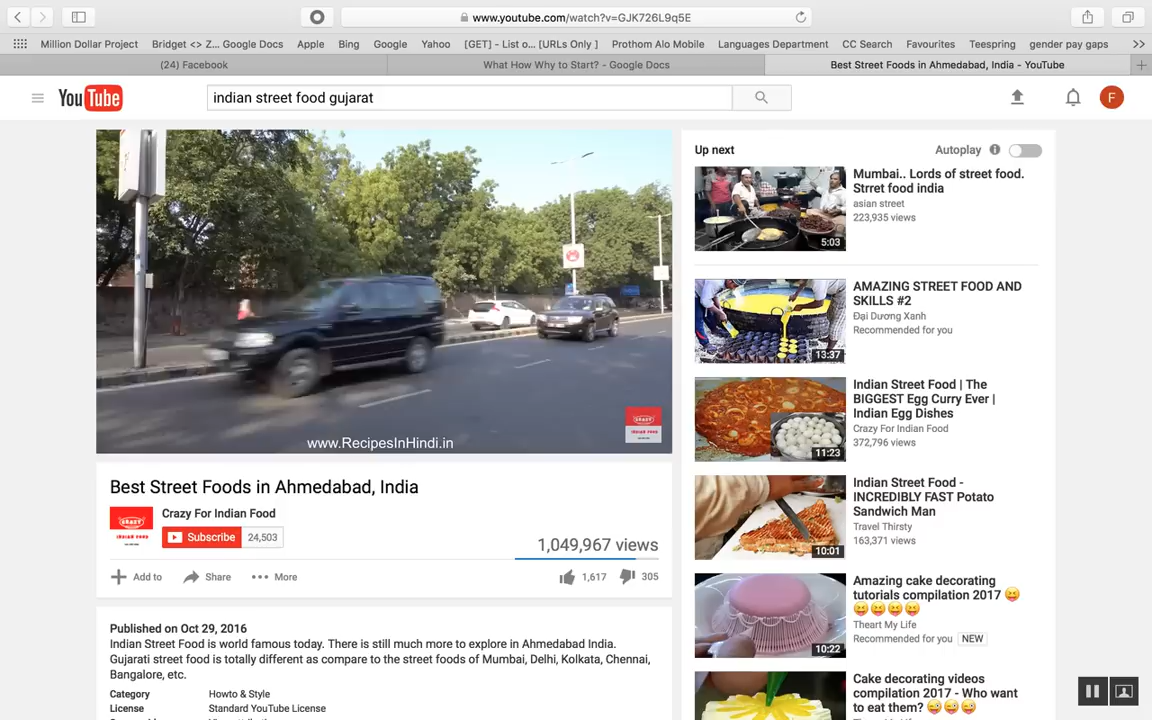 www.youtube.com/watch?v=GJK726L9q5E
Million Dollar Project Bridget <> Z... Google Docs Apple Bing Google Yahoo [GET] - List o... [URLs Only ] Prothom Alo Mobile Languages Department CC Search Favourites Teespring gender pay gaps >>
(24) Facebook What How Why to Start? - Google Docs Best Street Foods in Ahmedabad, India - YouTube
YouTube indian street food gujarat F
www.RecipesInHindi.in
Best Street Foods in Ahmedabad, India
Crazy For Indian Food
Subscribe 24,503
1,049,967 views
Add to Share More 1,617 305
Published on Oct 29, 2016
Indian Street Food is world famous today. There is still much more to explore in Ahmedabad India.
Gujarati street food is totally different as compare to the street foods of Mumbai, Delhi, Kolkata, Chennai,
Bangalore, etc.
Category Howto & Style
License Standard YouTube License
Up next Autoplay
Mumbai.. Lords of street food.
Strret food india
asian street
223,935 views
5:03
AMAZING STREET FOOD AND
SKILLS #2
Đại Dương Xanh
Recommended for you
13:37
Indian Street Food | The
BIGGEST Egg Curry Ever |
Indian Egg Dishes
Crazy For Indian Food
372,796 views
11:23
Indian Street Food -
INCREDIBLY FAST Potato
Sandwich Man
Travel Thirsty
163,371 views
10:01
Amazing cake decorating
tutorials compilation 2017 😝
😝😝😝😝
Theart My Life
Recommended for you NEW
10:22
Cake decorating videos
compilation 2017 - Who want
to eat them? 😜😜😜